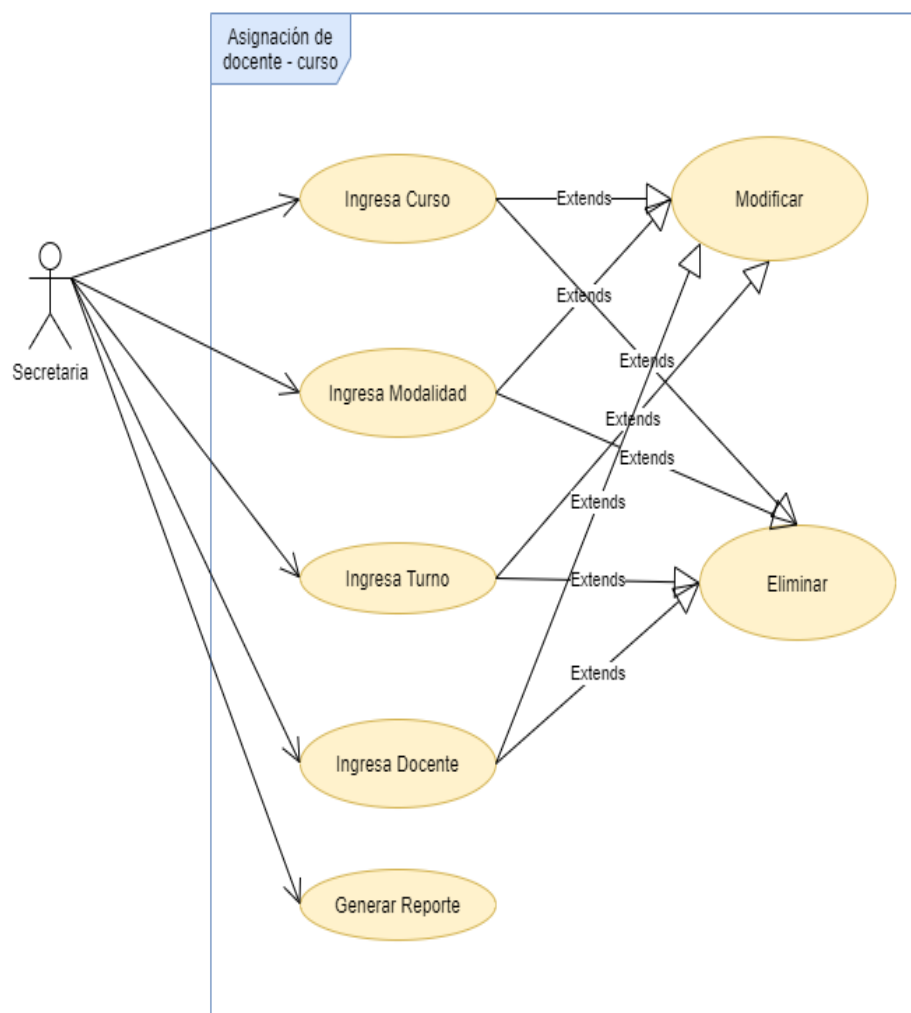 Asignación de
docente - curso
Ingresa Curso
Extends
Modificar
Secretaria
Extends
Extends
Ingresa Modalidad
Extends
Extends
Extends
Ingresa Turno
Extends
Eliminar
Extends
Ingresa Docente
Generar Reporte